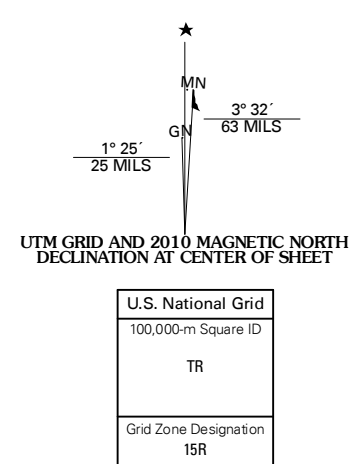 MN
3° 32´
63 MILS
GN
1° 25´
25 MILS
UTM GRID AND 2010 MAGNETIC NORTH
DECLINATION AT CENTER OF SHEET
U.S. National Grid
100,000-m Square ID
TR
Grid Zone Designation
15R